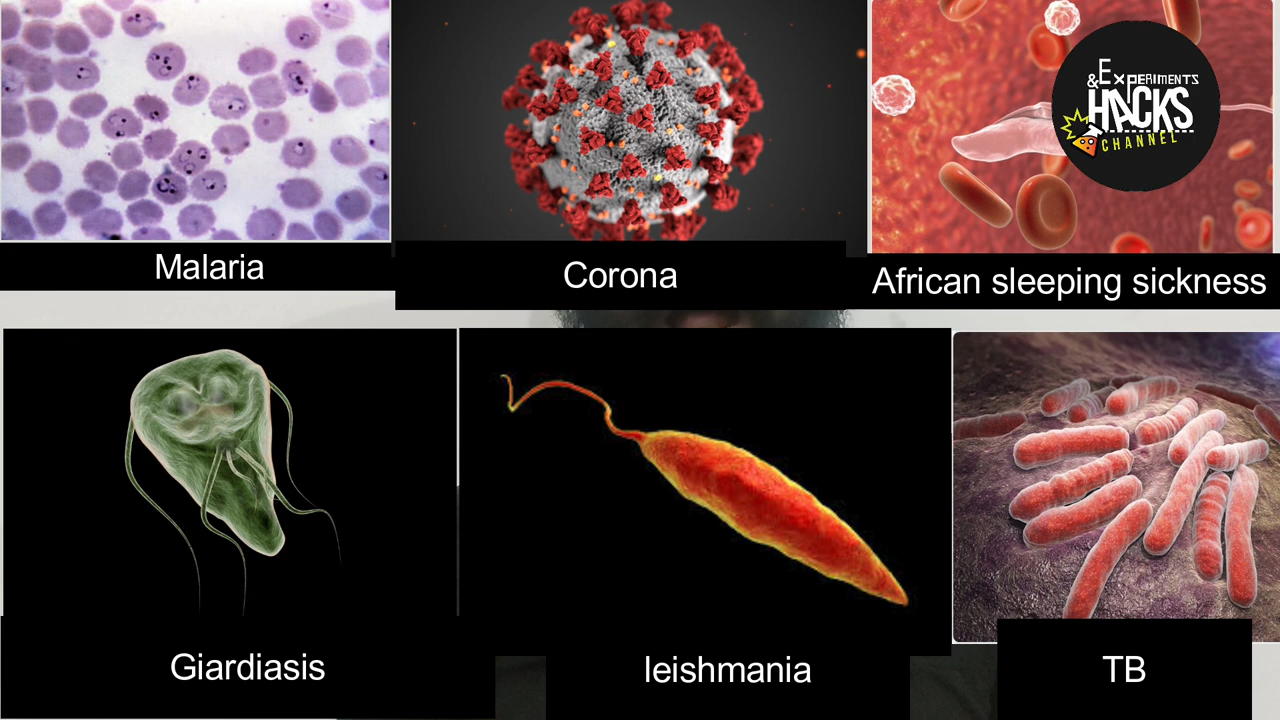 & EXPERIMENTS
HACKS
CHANNEL
Malaria
Corona
African sleeping sickness
Giardiasis
leishmania
TB